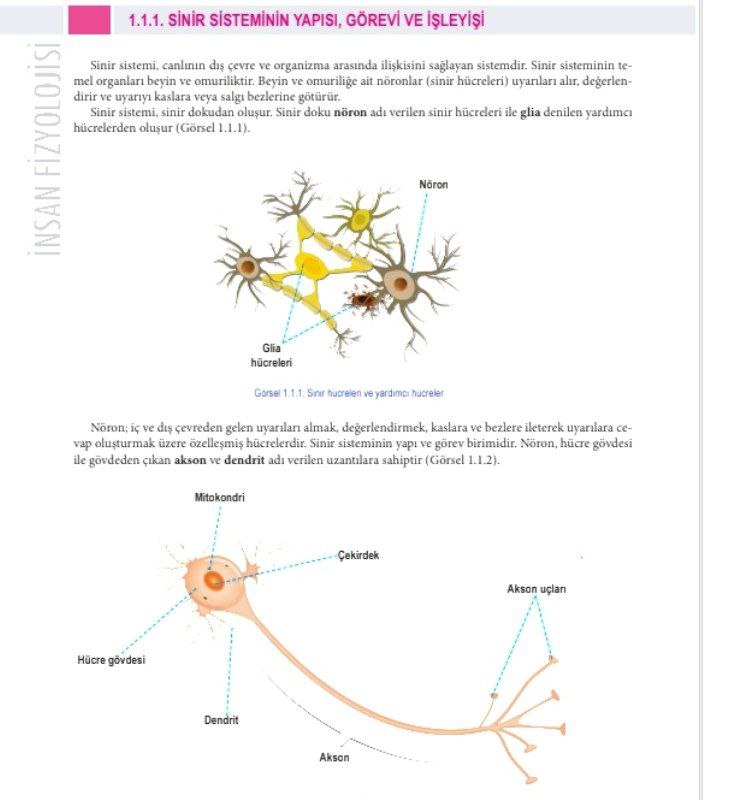 1.1.1. SİNİR SİSTEMİNİN YAPISI, GÖREVİ VE İŞLEYİŞİ
İNSAN FİZYOLOJİSİ
Sinir sistemi, canlının dış çevre ve organizma arasında ilişkisini sağlayan sistemdir. Sinir sisteminin te-
mel organları beyin ve omuriliktir. Beyin ve omuriliğe ait nöronlar (sinir hücreleri) uyarıları alır, değerlen-
dirir ve uyarıyı kaslara veya salgı bezlerine götürür.
Sinir sistemi, sinir dokudan oluşur. Sinir doku nöron adı verilen sinir hücreleri ile glia denilen yardımcı
hücrelerden oluşur (Görsel 1.1.1).
Nöron
Glia
hücreleri
Görsel 1.1.1. Sinir hücreleri ve yardımcı hücreler
Nöron; iç ve dış çevreden gelen uyarıları almak, değerlendirmek, kaslara ve bezlere ileterek uyarılara ce-
vap oluşturmak üzere özelleşmiş hücrelerdir. Sinir sisteminin yapı ve görev birimidir. Nöron, hücre gövdesi
ile gövdeden çıkan akson ve dendrit adı verilen uzantılara sahiptir (Görsel 1.1.2).
Mitokondri
Çekirdek
Akson uçları
Hücre gövdesi
Dendrit
Akson